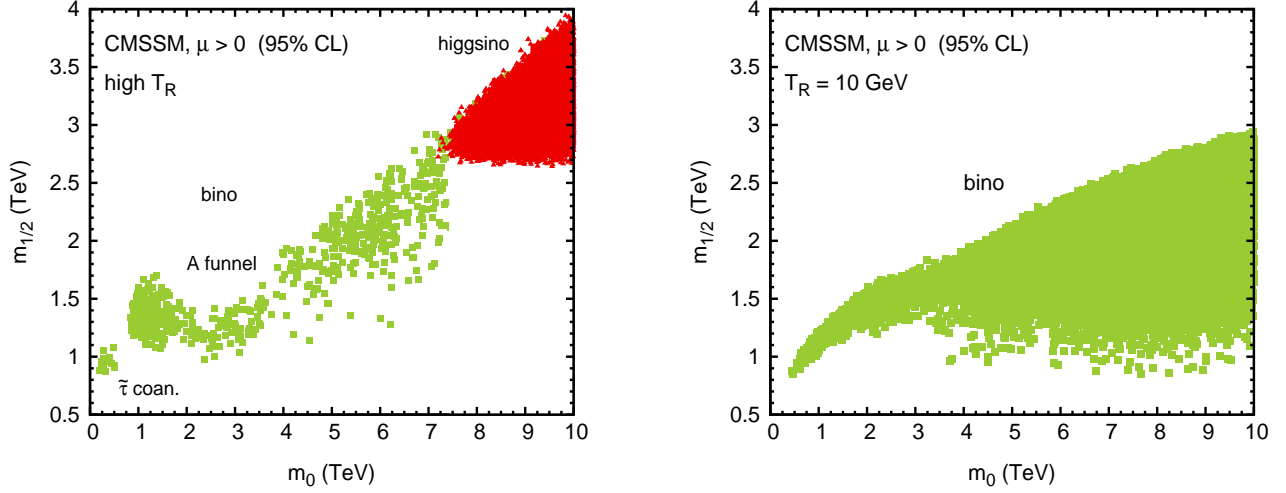 CMSSM, μ > 0 (95% CL)
high T_R
higgsino
bino
A funnel
τ̃ coan.
4
3.5
3
2.5
2
1.5
1
0.5
0 1 2 3 4 5 6 7 8 9 10
m_1/2 (TeV)
m_0 (TeV)
CMSSM, μ > 0 (95% CL)
T_R = 10 GeV
bino
4
3.5
3
2.5
2
1.5
1
0.5
0 1 2 3 4 5 6 7 8 9 10
m_1/2 (TeV)
m_0 (TeV)